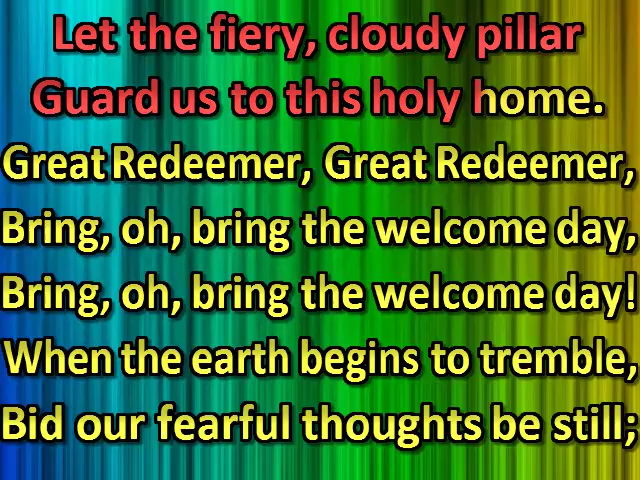 Let the fiery, cloudy pillar
Guard us to this holy home.
Great Redeemer, Great Redeemer,
Bring, oh, bring the welcome day,
Bring, oh, bring the welcome day!
When the earth begins to tremble,
Bid our fearful thoughts be still;